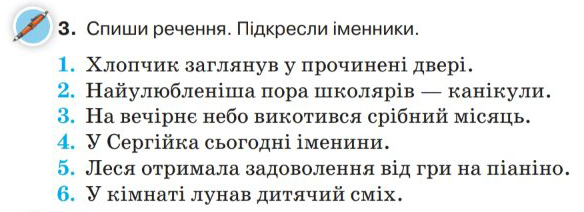 3. Спиши речення. Підкресли іменники.
1. Хлопчик заглянув у прочинені двері.
2. Найулюбленіша пора школярів — канікули.
3. На вечірнє небо викотився срібний місяць.
4. У Сергійка сьогодні іменини.
5. Леся отримала задоволення від гри на піаніно.
6. У кімнаті лунав дитячий сміх.